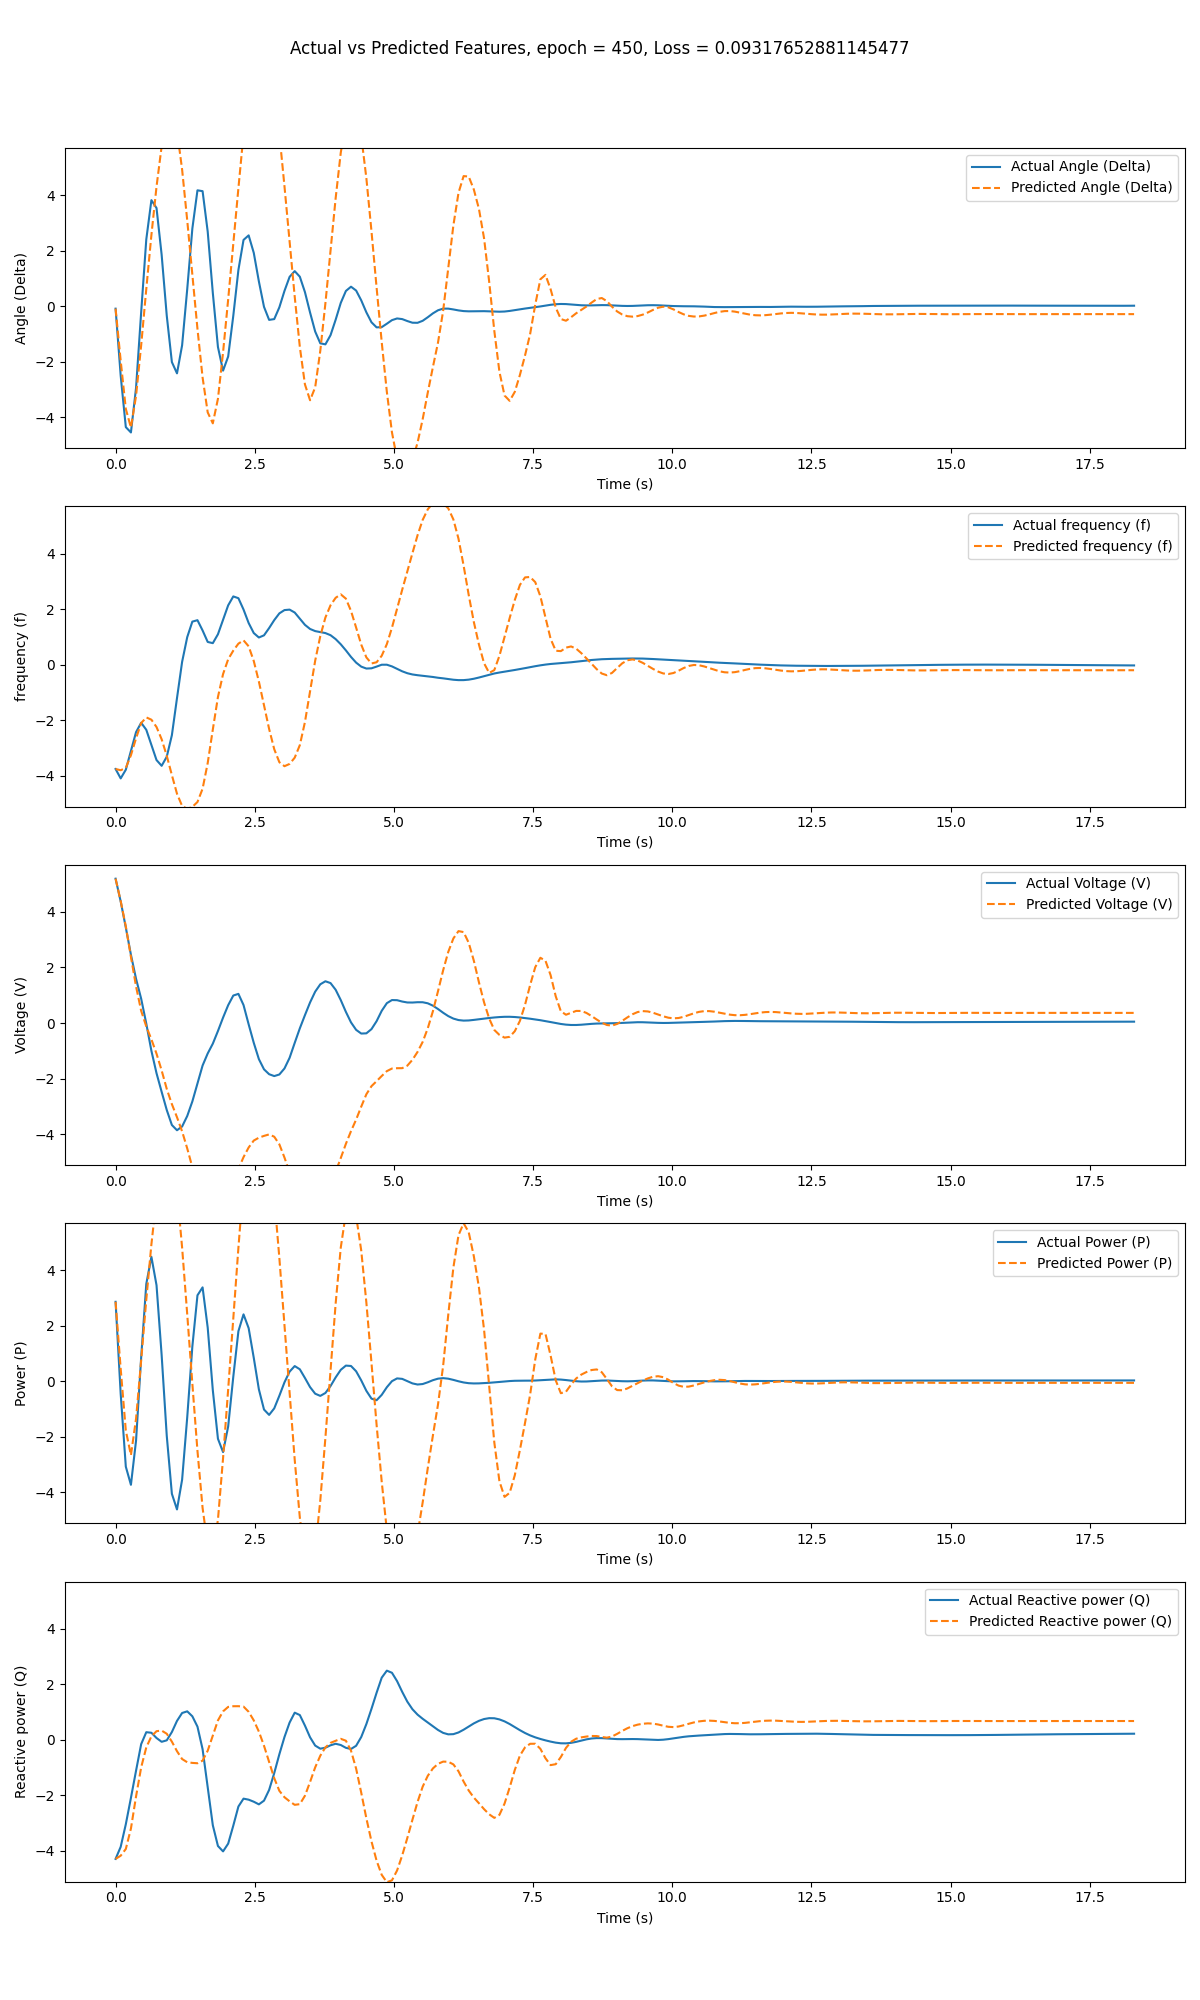 Actual vs Predicted Features, epoch = 450, Loss = 0.09317652881145477
Actual Angle (Delta)
Predicted Angle (Delta)
Angle (Delta)
4
2
0
−2
−4
0.0 2.5 5.0 7.5 10.0 12.5 15.0 17.5
Time (s)
Actual frequency (f)
Predicted frequency (f)
frequency (f)
4
2
0
−2
−4
0.0 2.5 5.0 7.5 10.0 12.5 15.0 17.5
Time (s)
Actual Voltage (V)
Predicted Voltage (V)
Voltage (V)
4
2
0
−2
−4
0.0 2.5 5.0 7.5 10.0 12.5 15.0 17.5
Time (s)
Actual Power (P)
Predicted Power (P)
Power (P)
4
2
0
−2
−4
0.0 2.5 5.0 7.5 10.0 12.5 15.0 17.5
Time (s)
Actual Reactive power (Q)
Predicted Reactive power (Q)
Reactive power (Q)
4
2
0
−2
−4
0.0 2.5 5.0 7.5 10.0 12.5 15.0 17.5
Time (s)